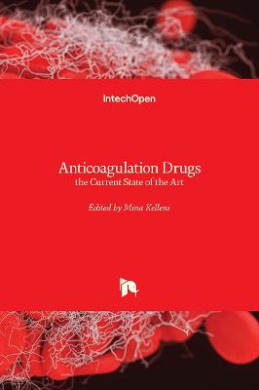 IntechOpen
Anticoagulation Drugs
the Current State of the Art
Edited by Mina Kelleni